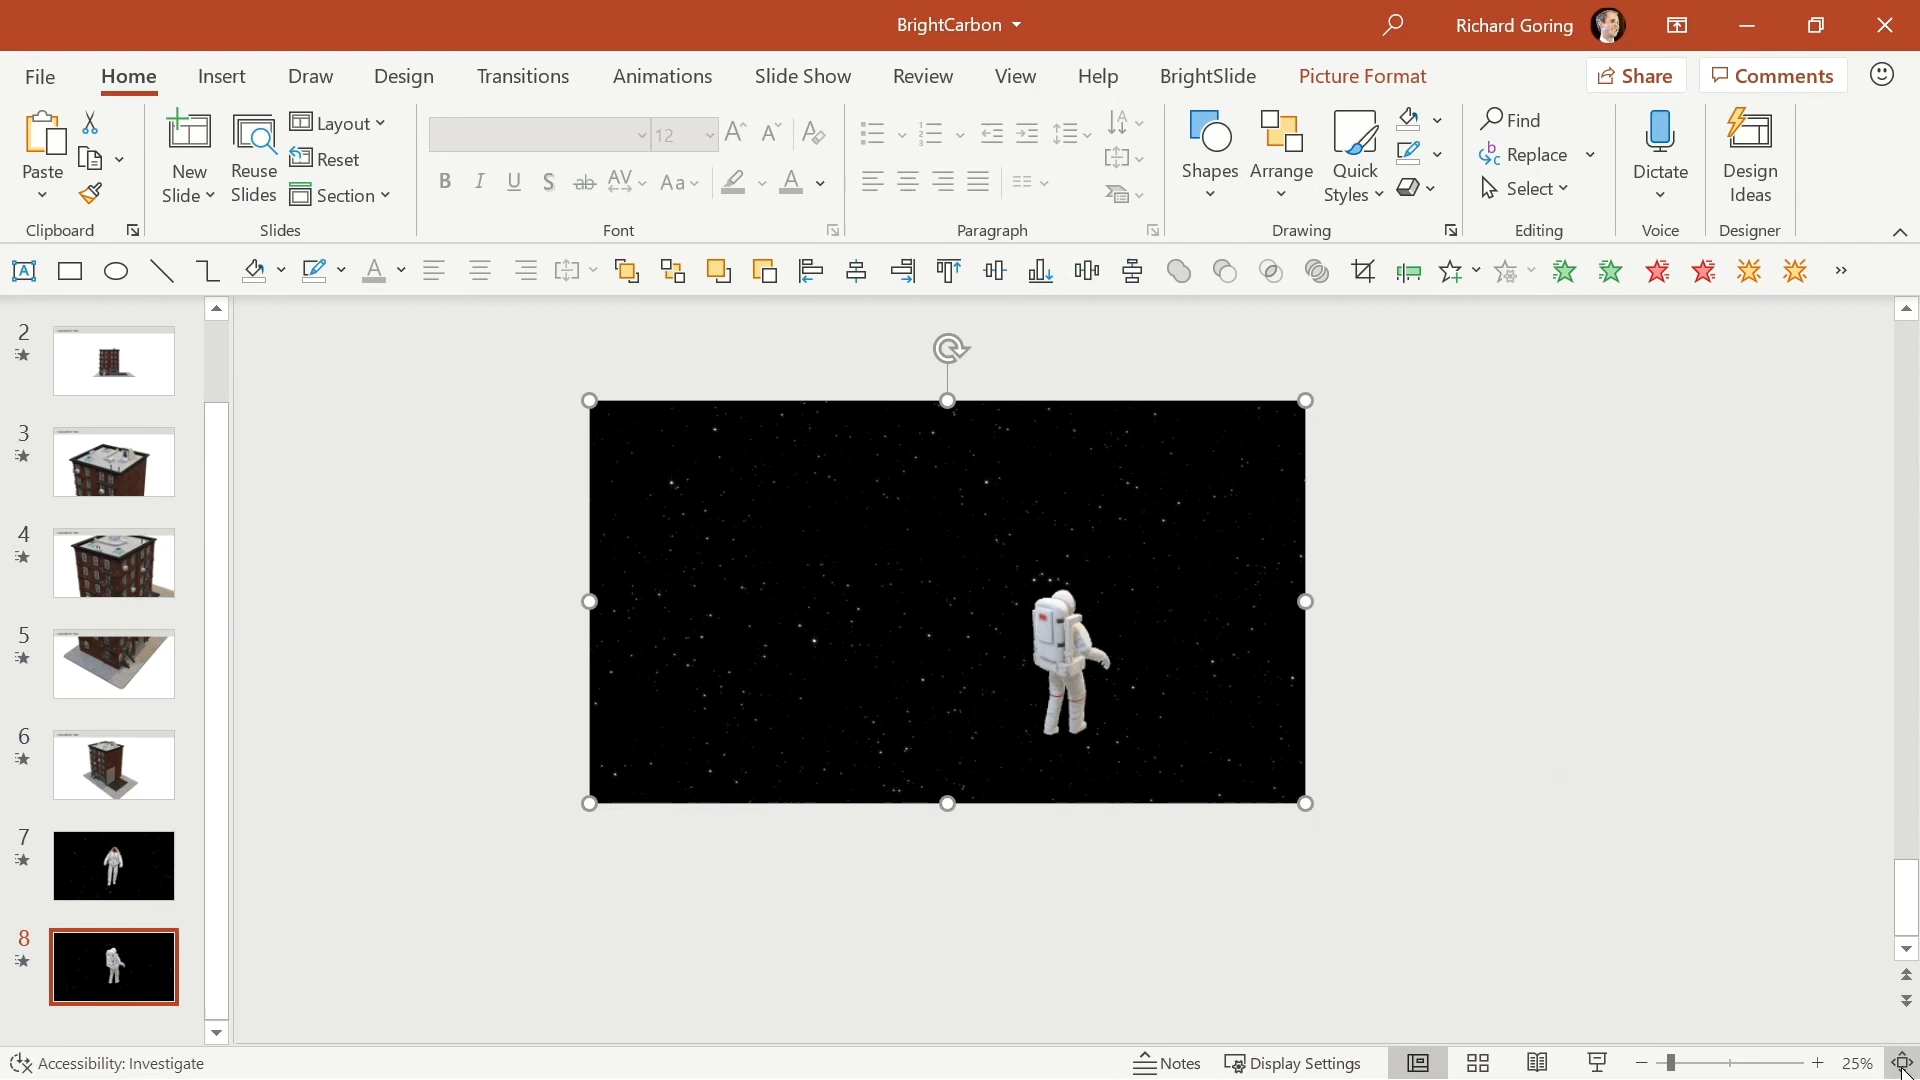 BrightCarbon
Richard Goring
File Home Insert Draw Design Transitions Animations Slide Show Review View Help BrightSlide Picture Format Share Comments
Paste
New
Slide
Reuse
Slides
Layout
Reset
Section
12
B I U S ab AV Aa A
Shapes
Arrange
Quick
Styles
Find
Replace
Select
Dictate
Design
Ideas
Clipboard Slides Font Paragraph Drawing Editing Voice Designer
2
3
4
5
6
7
8
Accessibility: Investigate
Notes Display Settings 25%